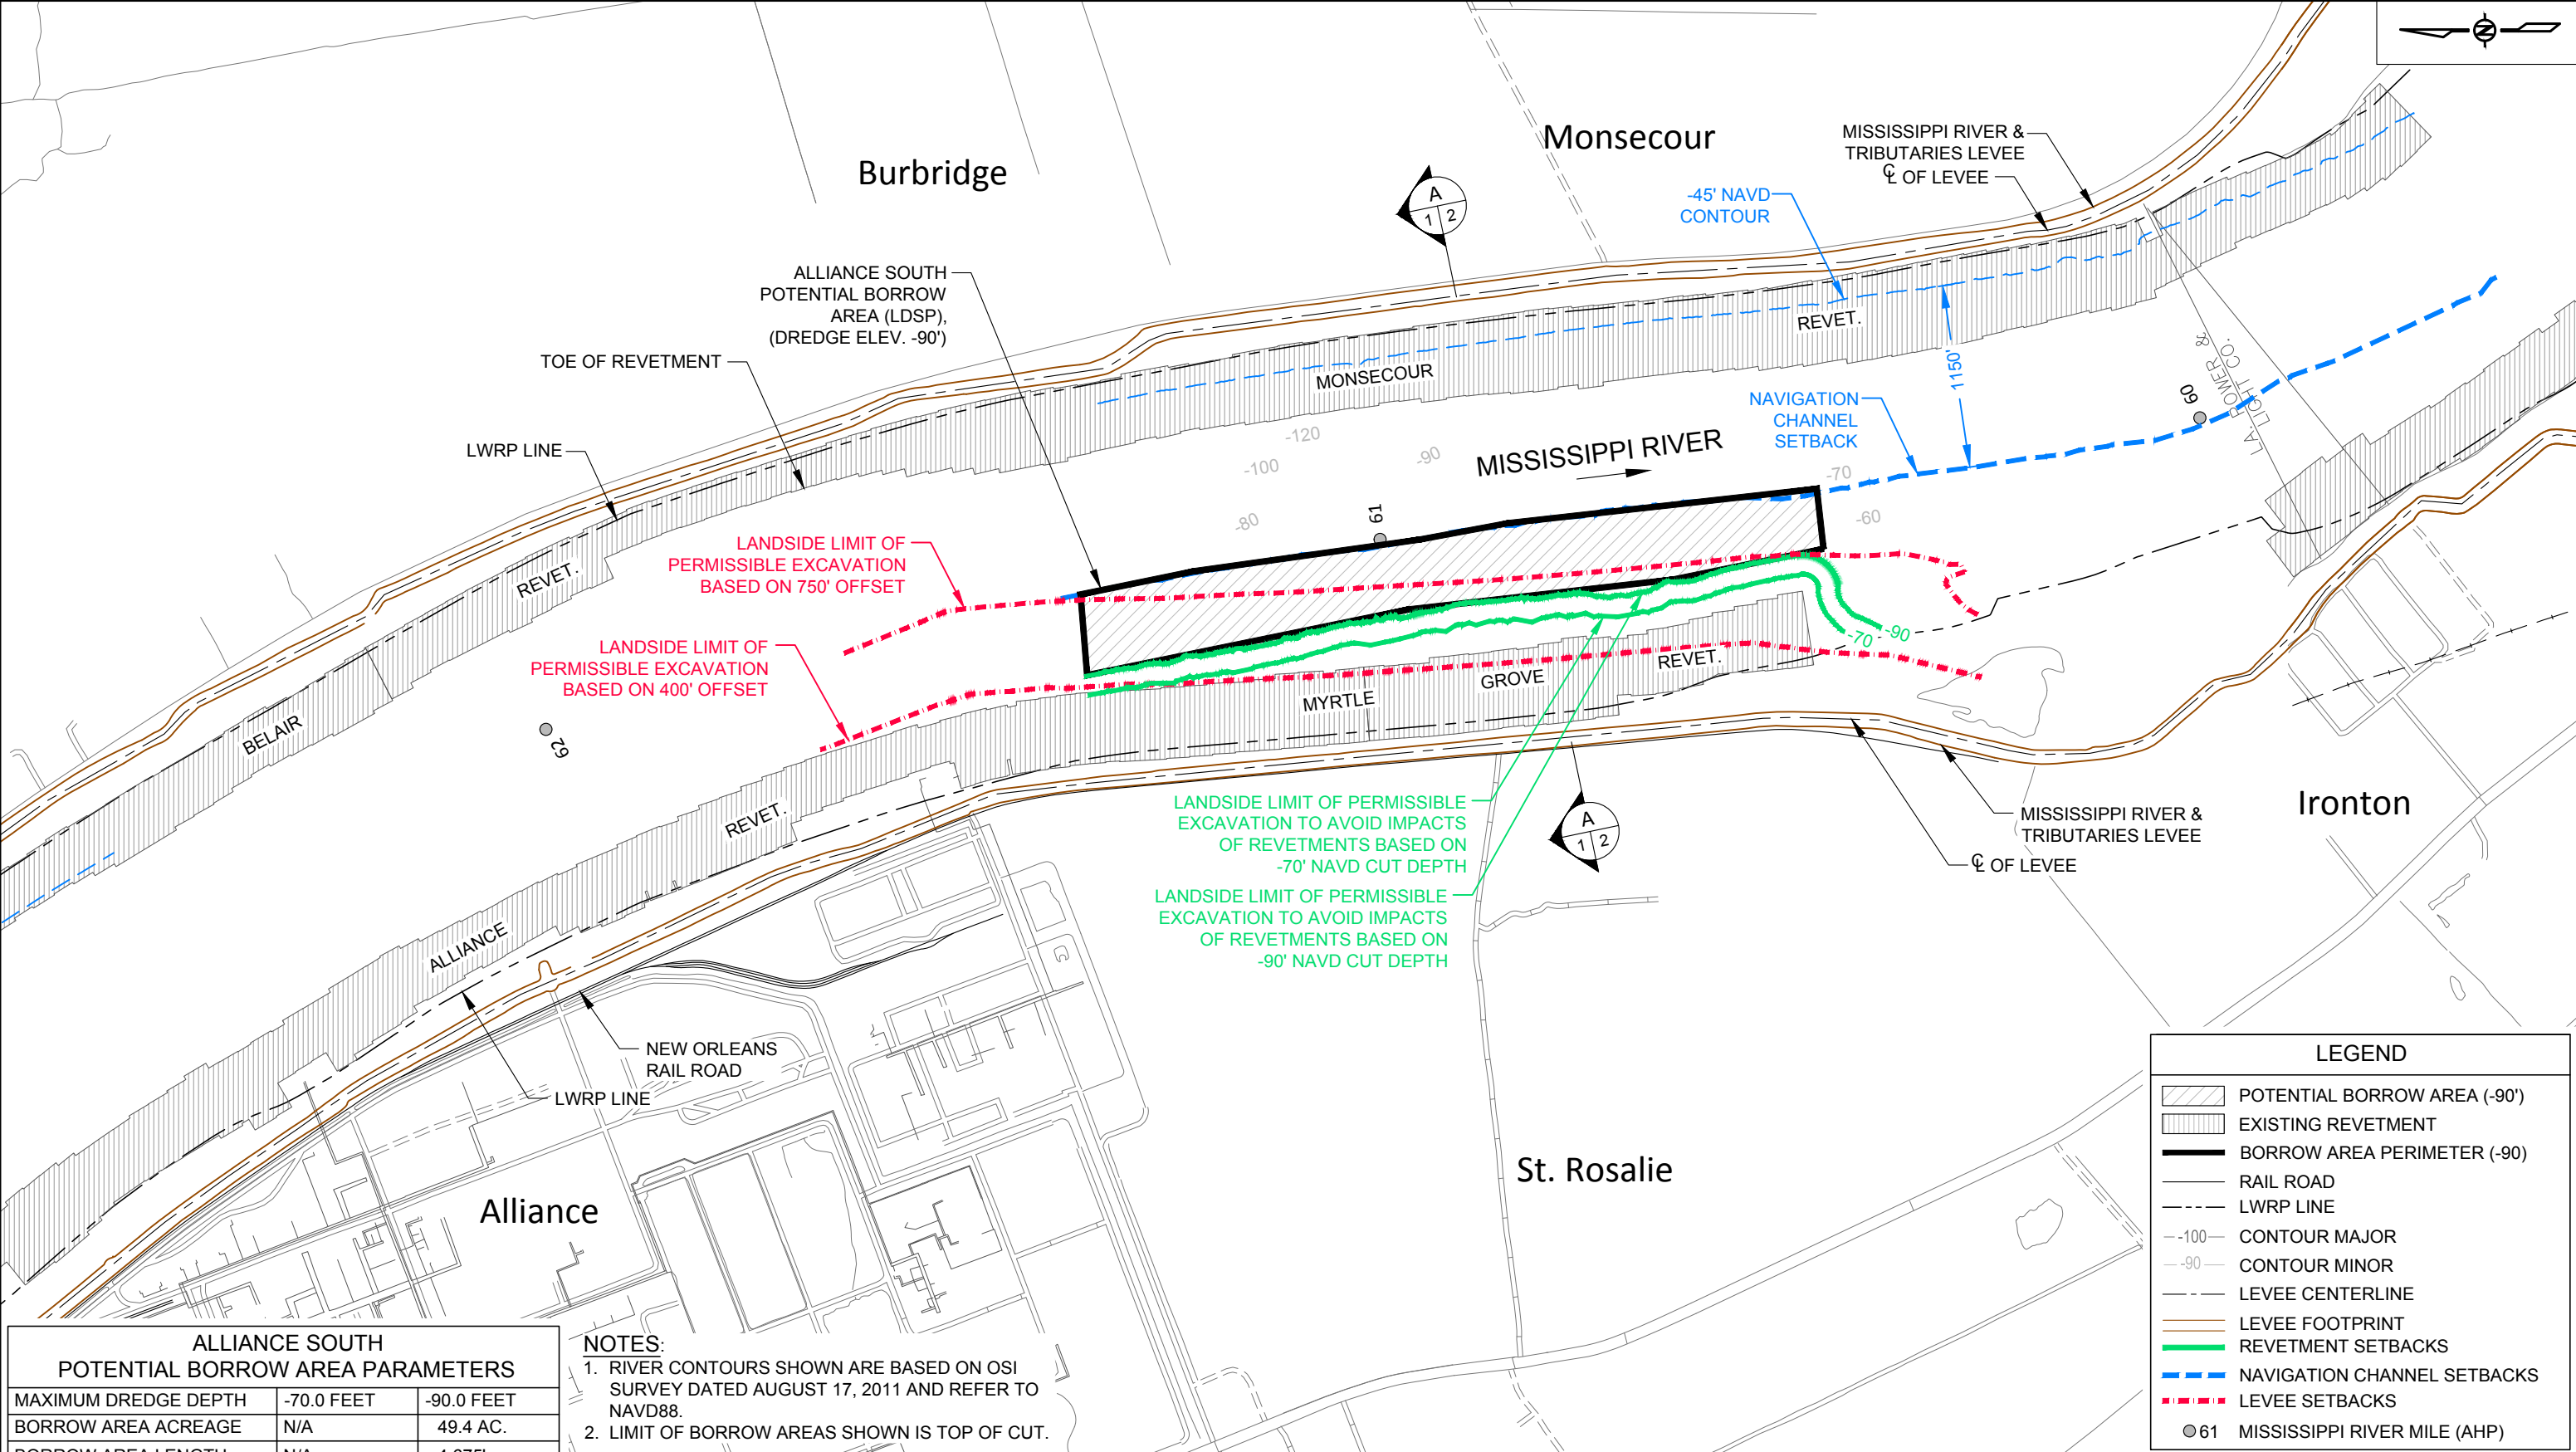 N
Burbridge
Monsecour
MISSISSIPPI RIVER &
TRIBUTARIES LEVEE
℄ OF LEVEE
A
1 2
-45' NAVD
CONTOUR
ALLIANCE SOUTH
POTENTIAL BORROW
AREA (LDSP),
(DREDGE ELEV. -90')
TOE OF REVETMENT
LWRP LINE
REVET.
MONSECOUR
1150'
NAVIGATION
CHANNEL
SETBACK
LA. POWER &
LIGHT CO.
60
-120
-100
-90
-80
MISSISSIPPI RIVER
-70
-60
61
LANDSIDE LIMIT OF
PERMISSIBLE EXCAVATION
BASED ON 750' OFFSET
REVET.
LANDSIDE LIMIT OF
PERMISSIBLE EXCAVATION
BASED ON 400' OFFSET
-70
-90
REVET.
GROVE
MYRTLE
BELAIR
62
REVET.
ALLIANCE
LANDSIDE LIMIT OF PERMISSIBLE
EXCAVATION TO AVOID IMPACTS
OF REVETMENTS BASED ON
-70' NAVD CUT DEPTH
A
1 2
LANDSIDE LIMIT OF PERMISSIBLE
EXCAVATION TO AVOID IMPACTS
OF REVETMENTS BASED ON
-90' NAVD CUT DEPTH
Ironton
MISSISSIPPI RIVER &
TRIBUTARIES LEVEE
℄ OF LEVEE
NEW ORLEANS
RAIL ROAD
LWRP LINE
Alliance
St. Rosalie
LEGEND
POTENTIAL BORROW AREA (-90')
EXISTING REVETMENT
BORROW AREA PERIMETER (-90)
RAIL ROAD
LWRP LINE
-100 CONTOUR MAJOR
-90 CONTOUR MINOR
LEVEE CENTERLINE
LEVEE FOOTPRINT
REVETMENT SETBACKS
NAVIGATION CHANNEL SETBACKS
LEVEE SETBACKS
61 MISSISSIPPI RIVER MILE (AHP)
ALLIANCE SOUTH
POTENTIAL BORROW AREA PARAMETERS
MAXIMUM DREDGE DEPTH -70.0 FEET -90.0 FEET
BORROW AREA ACREAGE N/A 49.4 AC.
BORROW AREA LENGTH N/A
NOTES:
1. RIVER CONTOURS SHOWN ARE BASED ON OSI
SURVEY DATED AUGUST 17, 2011 AND REFER TO
NAVD88.
2. LIMIT OF BORROW AREAS SHOWN IS TOP OF CUT.